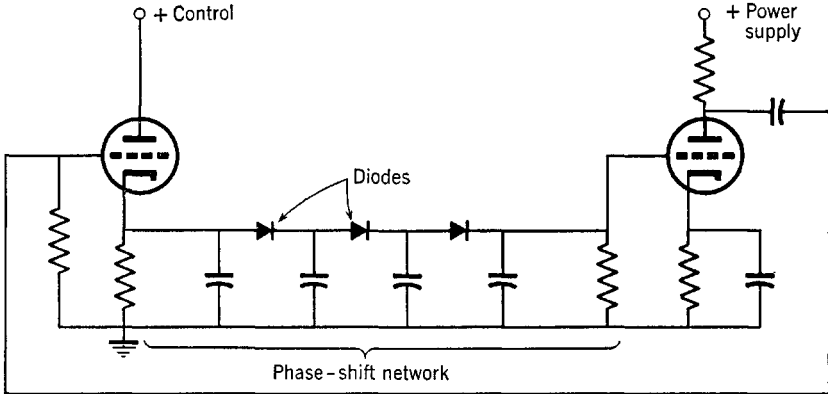 + Control
+ Power
supply
Diodes
Phase-shift network